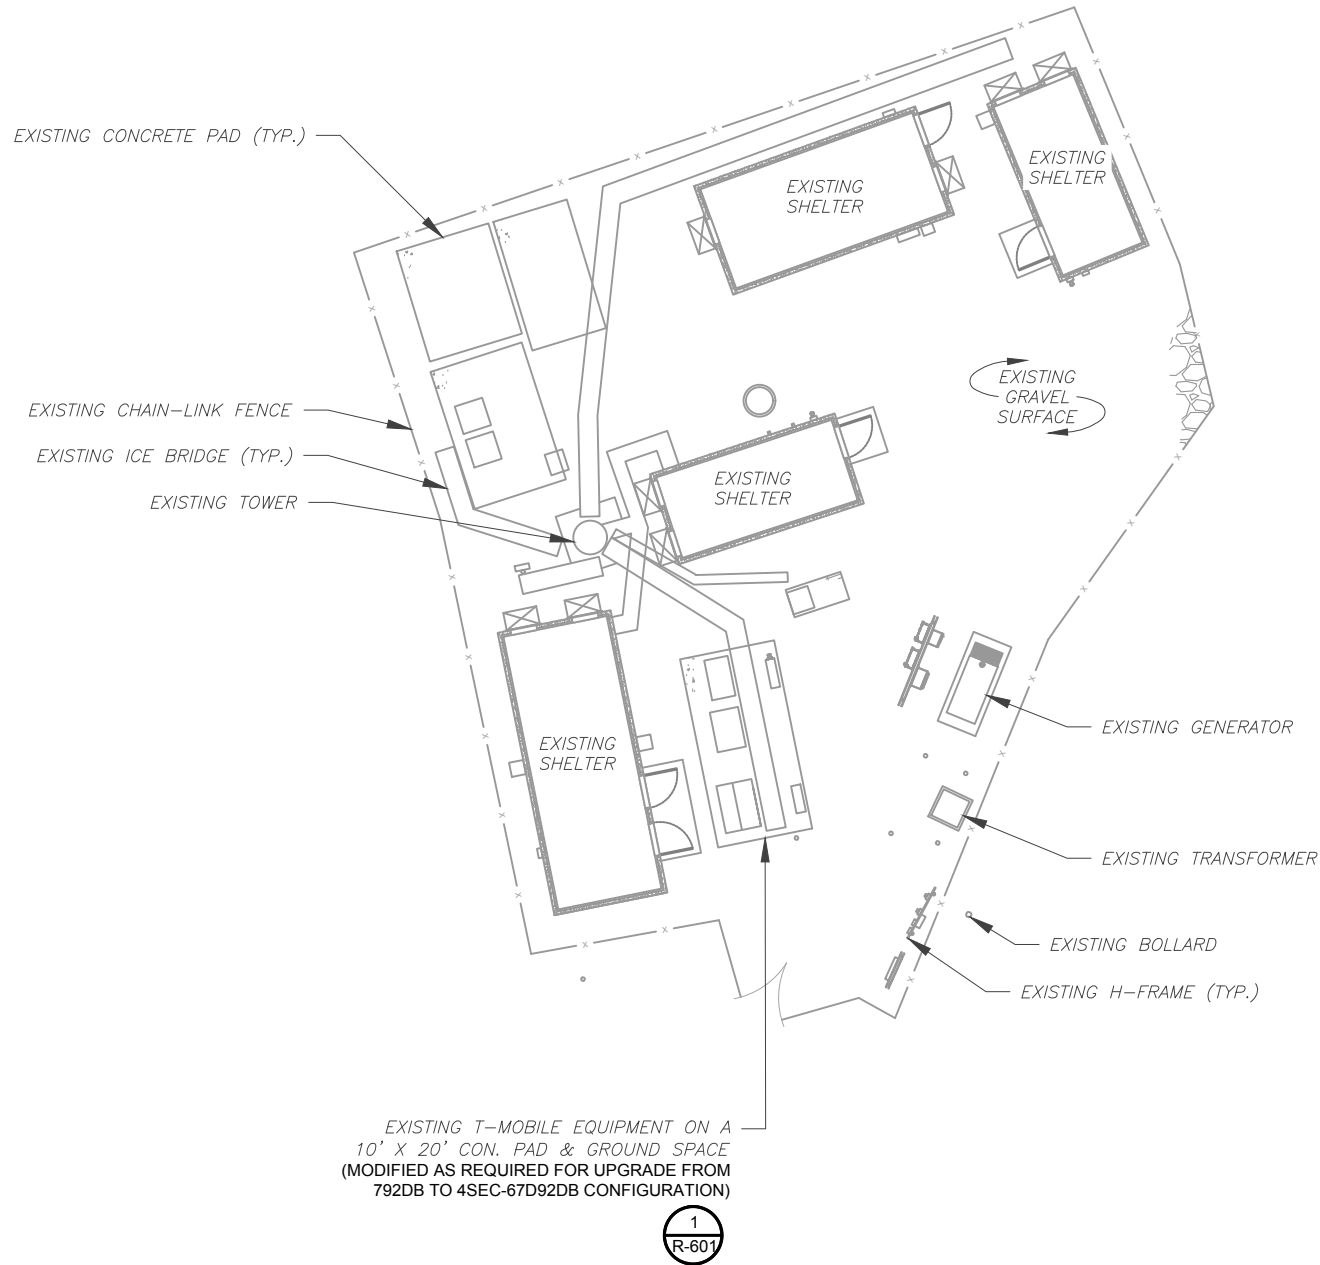 EXISTING CONCRETE PAD (TYP.)
EXISTING
SHELTER
EXISTING
SHELTER
EXISTING
GRAVEL
SURFACE
EXISTING CHAIN-LINK FENCE
EXISTING ICE BRIDGE (TYP.)
EXISTING TOWER
EXISTING
SHELTER
EXISTING
SHELTER
EXISTING GENERATOR
EXISTING TRANSFORMER
EXISTING BOLLARD
EXISTING H-FRAME (TYP.)
EXISTING T-MOBILE EQUIPMENT ON A
10' X 20' CON. PAD & GROUND SPACE
(MODIFIED AS REQUIRED FOR UPGRADE FROM
792DB TO 4SEC-67D92DB CONFIGURATION)
1
R-601